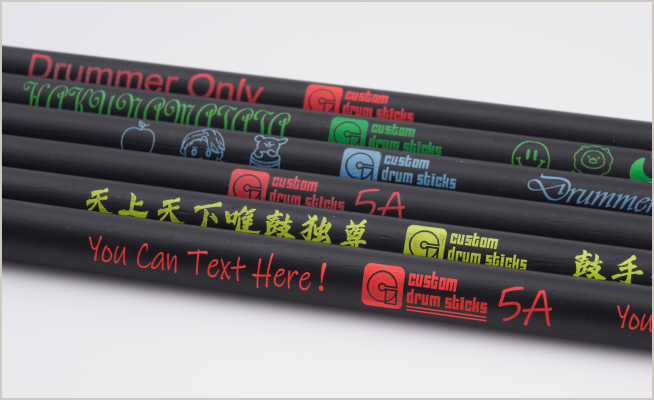 Drummer Only custom drum sticks
HAKUNAMATATA custom drum sticks
custom drum sticks Drummer
custom drum sticks 5A
天上天下唯鼓独尊 custom drum sticks 鼓手
You Can Text Here! custom drum sticks 5A You